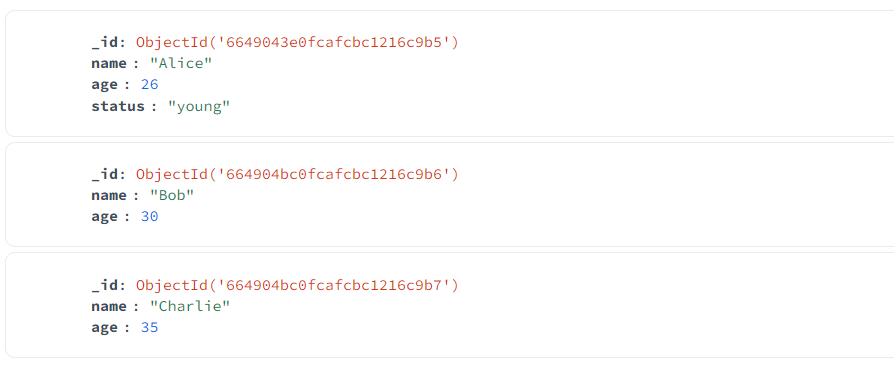 _id: ObjectId('6649043e0fcafcbc1216c9b5')
name : "Alice"
age : 26
status : "young"
_id: ObjectId('664904bc0fcafcbc1216c9b6')
name : "Bob"
age : 30
_id: ObjectId('664904bc0fcafcbc1216c9b7')
name : "Charlie"
age : 35